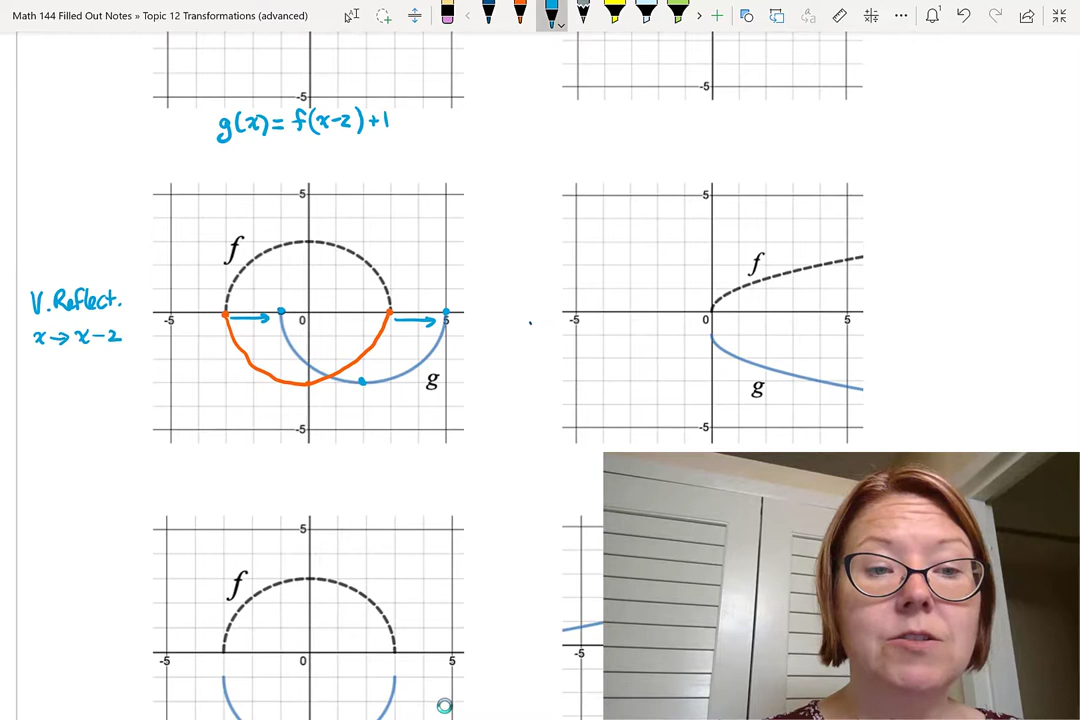 Math 144 Filled Out Notes » Topic 12 Transformations (advanced)
-5
-5
g(x) = f(x-2)+1
5
5
f
f
V. Reflect.
x → x-2
-5
0
5
-5
0
5
g
g
-5
-5
5
f
-5
0
5
-5